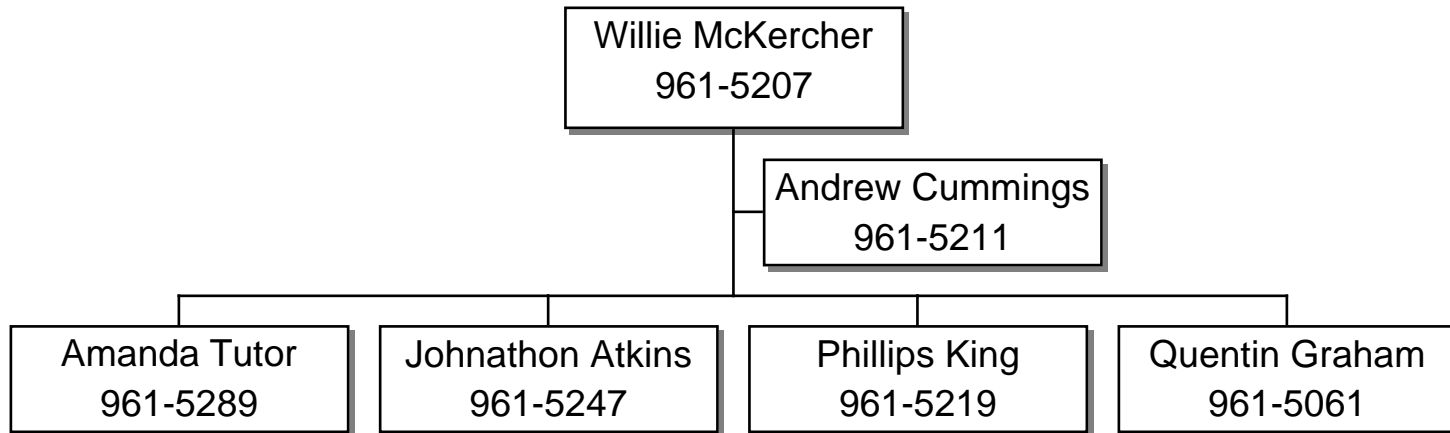 Willie McKercher
961-5207
Andrew Cummings
961-5211
Amanda Tutor
961-5289
Johnathon Atkins
961-5247
Phillips King
961-5219
Quentin Graham
961-5061